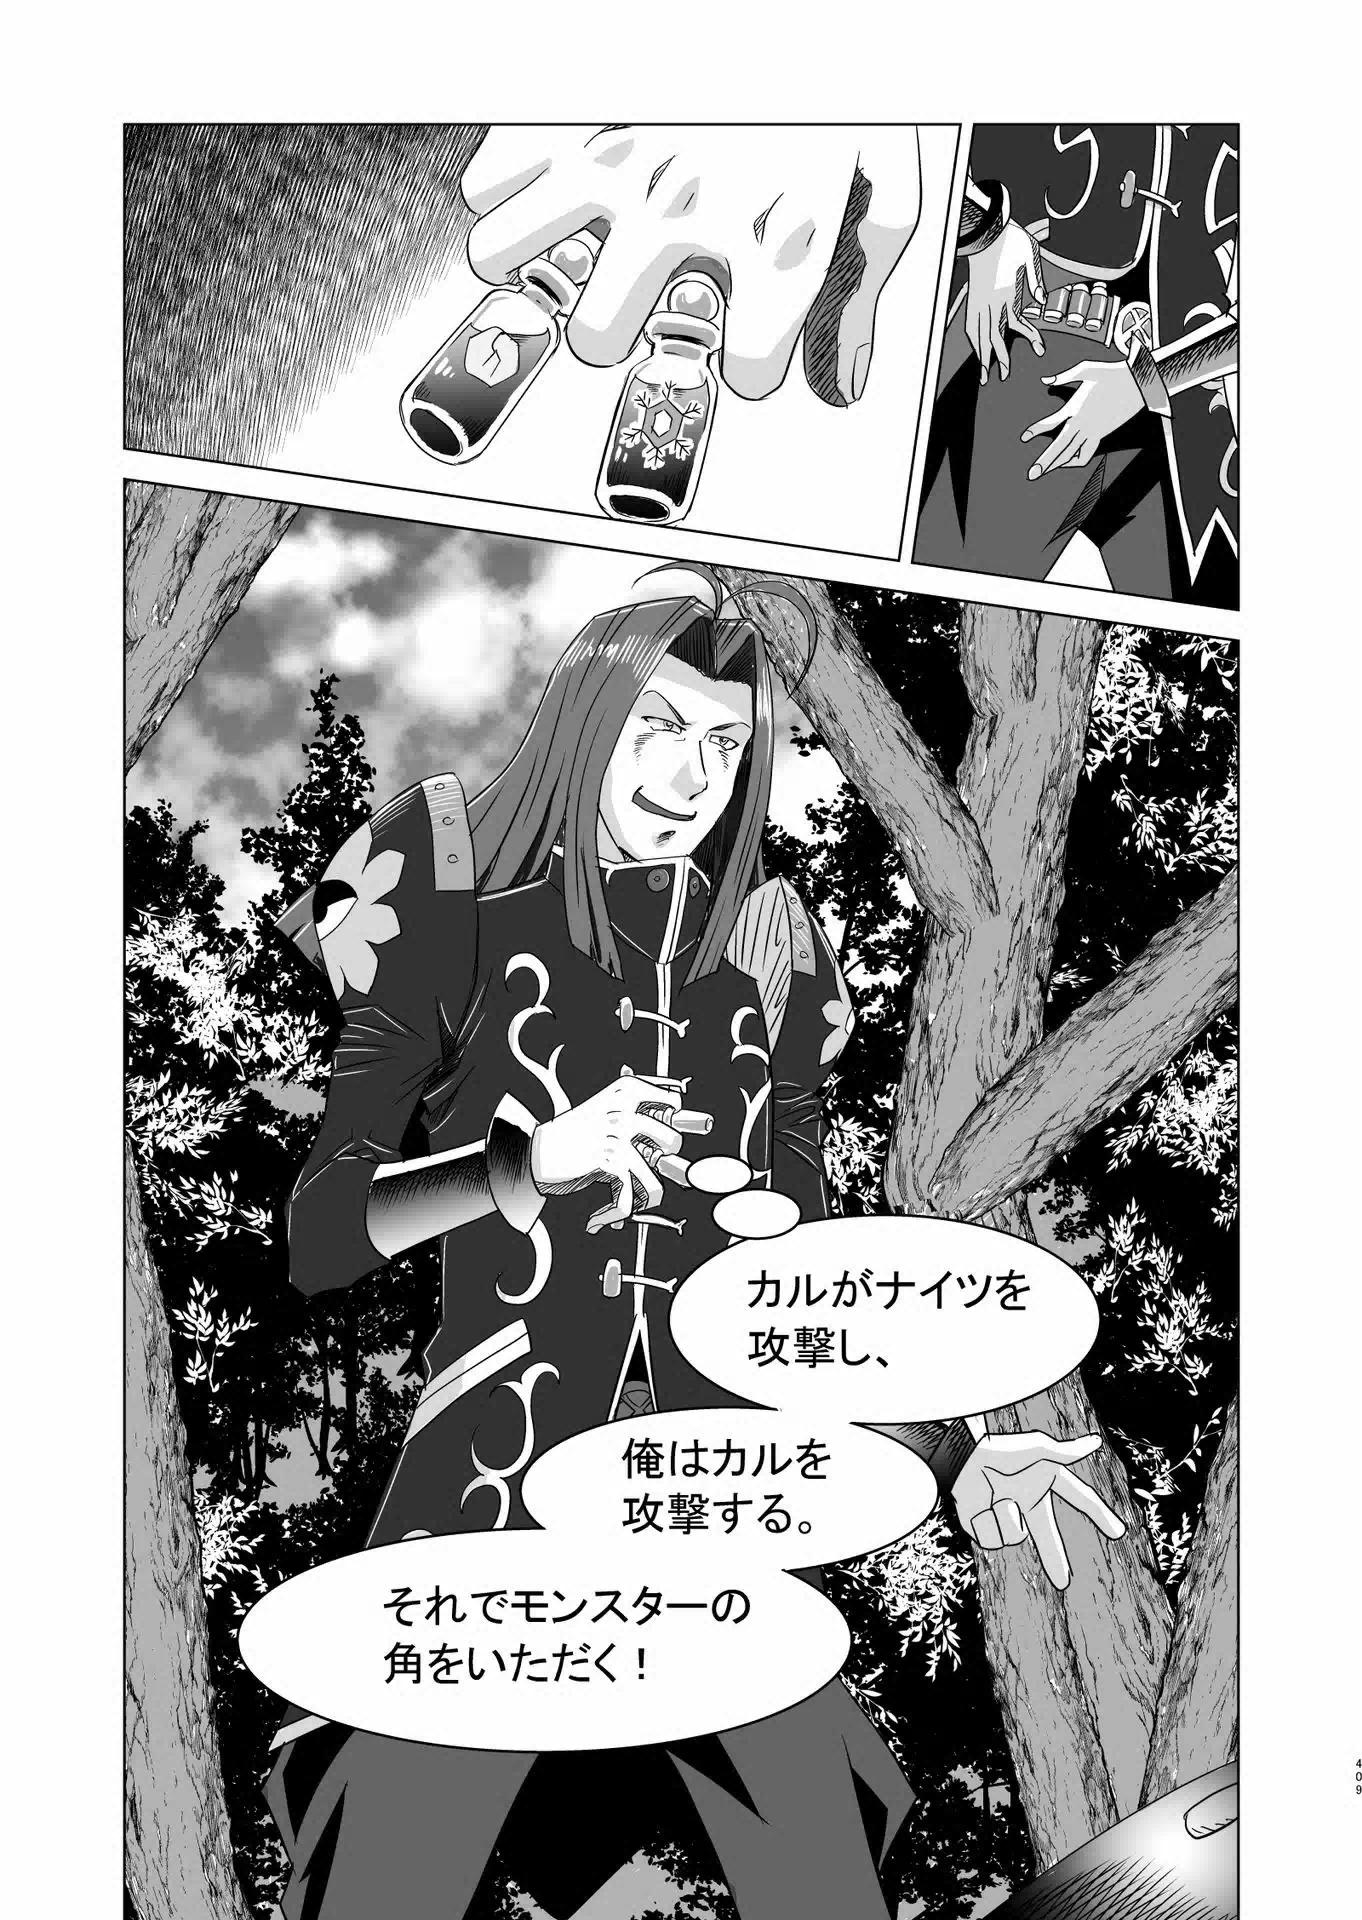 カルがナイツを
攻撃し、
俺はカルを
攻撃する。
それでモンスターの
角をいただく！
409